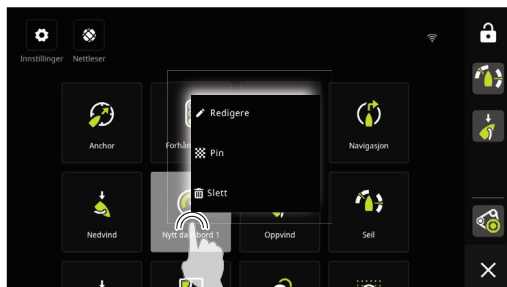 Innstillinger Nettleser
Redigere
Anchor
Navigasjon
Pin
Slett
Nedvind
Oppvind
Seil